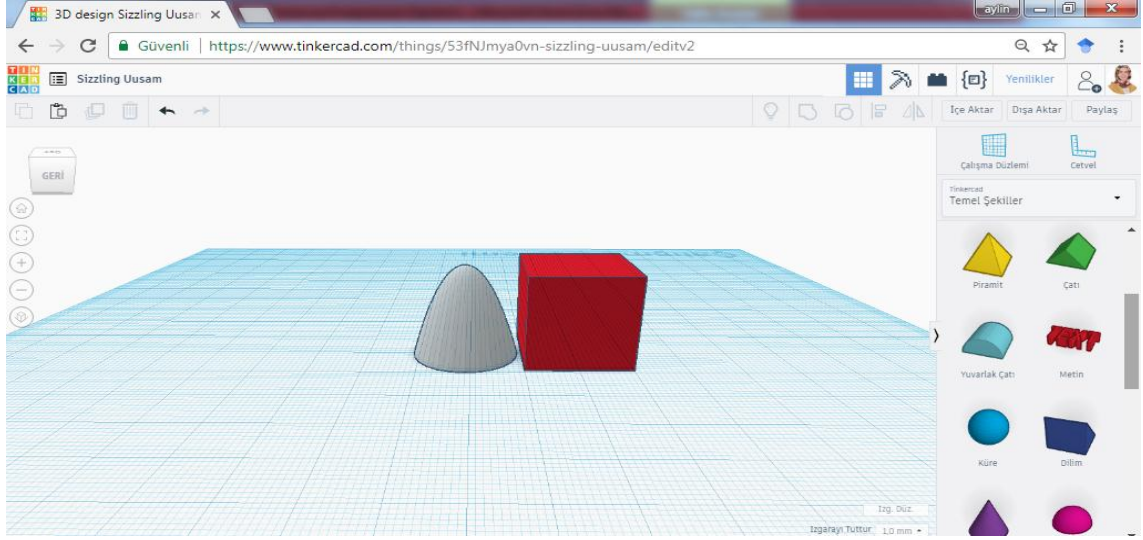 3D design Sizzling Uusan
aylin
Güvenli | https://www.tinkercad.com/things/53fNJmya0vn-sizzling-uusam/editv2
TIN
KER
CAD
Sizzling Uusam
Yenilikler
İçe Aktar
Dışa Aktar
Paylaş
GERİ
Çalışma Düzlemi
Cetvel
Tinkercad
Temel Şekiller
Piramit
Çatı
Yuvarlak Çatı
Metin
TEXT
Küre
Dilim
Izg. Düz.
Izgarayı Tuttur 1,0 mm